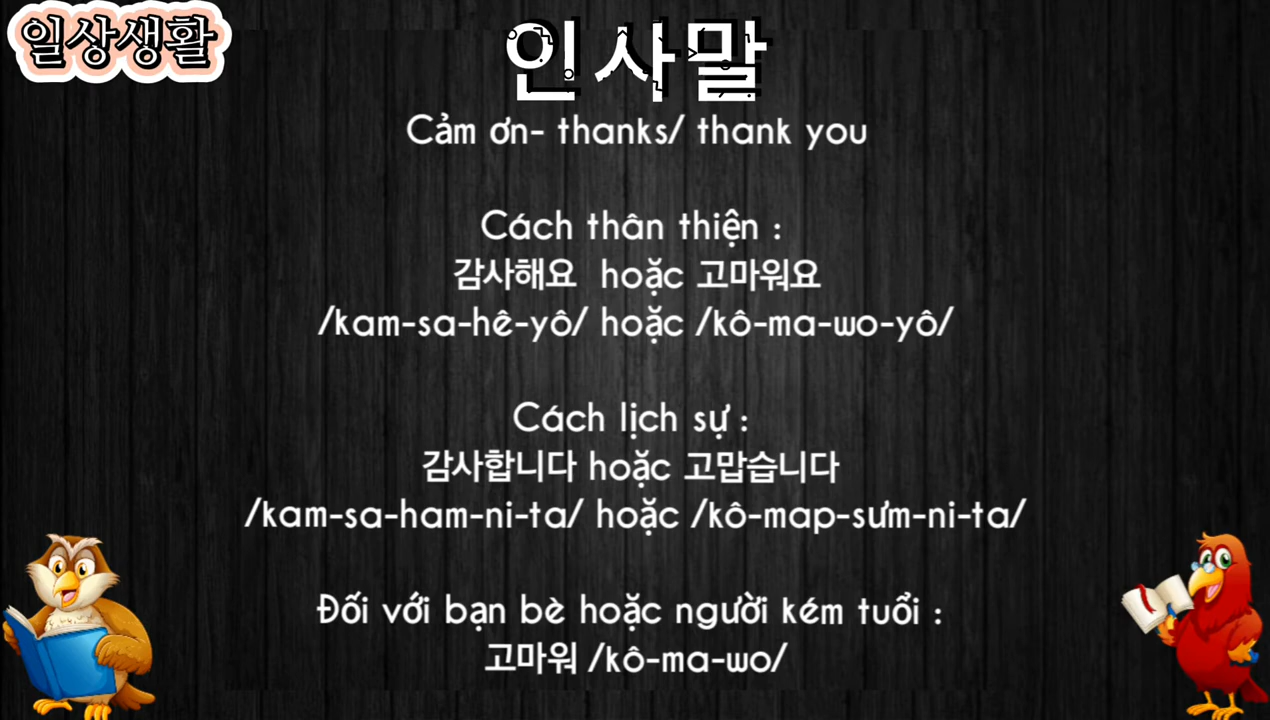 일상생활
인사말
Cảm ơn- thanks/ thank you
Cách thân thiện :
감사해요 hoặc 고마워요
/kam-sa-hê-yô/ hoặc /kô-ma-wo-yô/
Cách lịch sự :
감사합니다 hoặc 고맙습니다
/kam-sa-ham-ni-ta/ hoặc /kô-map-sưm-ni-ta/
Đối với bạn bè hoặc người kém tuổi :
고마워 /kô-ma-wo/